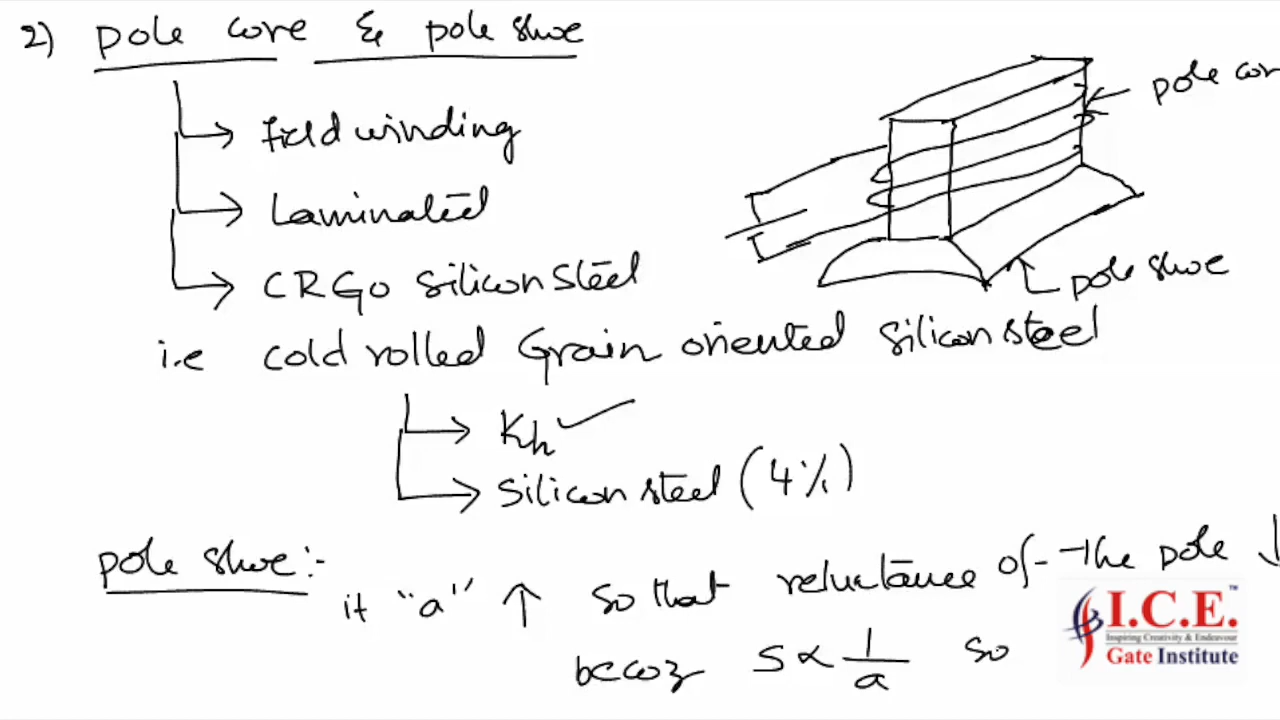 2) pole core & pole shoe
pole cor
→ field winding
→ Laminated
→ CRGO silicon steel
pole shoe
i.e cold rolled Grain oriented silicon steel
→ Kh ✓
→ silicon steel (4%)
pole shoe:-
it "a" ↑ so that reluctance of the pole ↓
becoz S ∝ 1/a so
I.C.E.™
Inspiring Creativity & Endeavour
Gate Institute